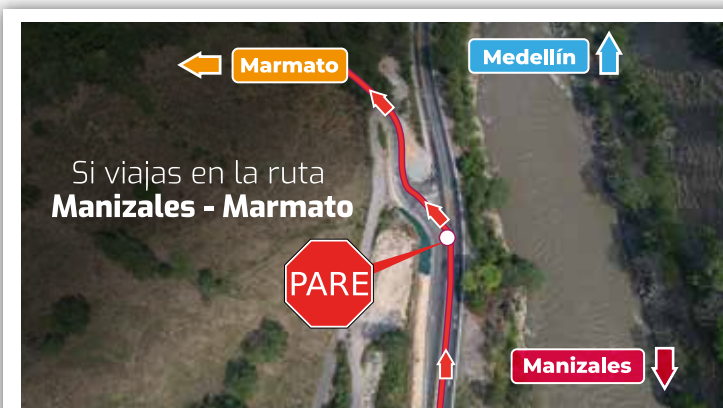 Marmato
Medellín
Si viajas en la ruta
Manizales - Marmato
PARE
Manizales